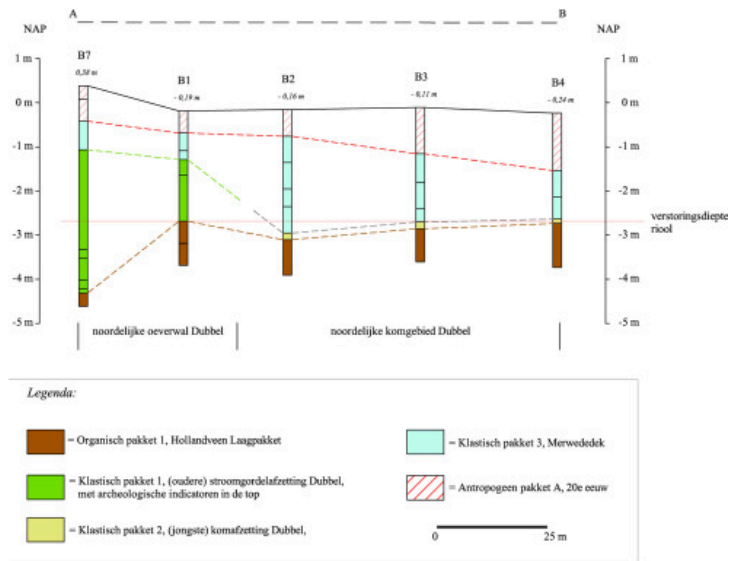 A B
NAP NAP
B7 B1 B2 B3 B4
0,38 m - 0,19 m - 0,16 m - 0,11 m - 0,24 m
1 m 1 m
0 m 0 m
-1 m -1 m
-2 m -2 m
verstoringsdiepte
riool
-3 m -3 m
-4 m -4 m
-5 m -5 m
noordelijke oeverwal Dubbel noordelijke komgebied Dubbel
Legenda:
= Organisch pakket 1, Hollandveen Laagpakket
= Klastisch pakket 1, (oudere) stroomgordelafzetting Dubbel,
met archeologische indicatoren in de top
= Klastisch pakket 2, (jongste) komafzetting Dubbel,
= Klastisch pakket 3, Merwededek
= Antropogeen pakket A, 20e eeuw
0 25 m